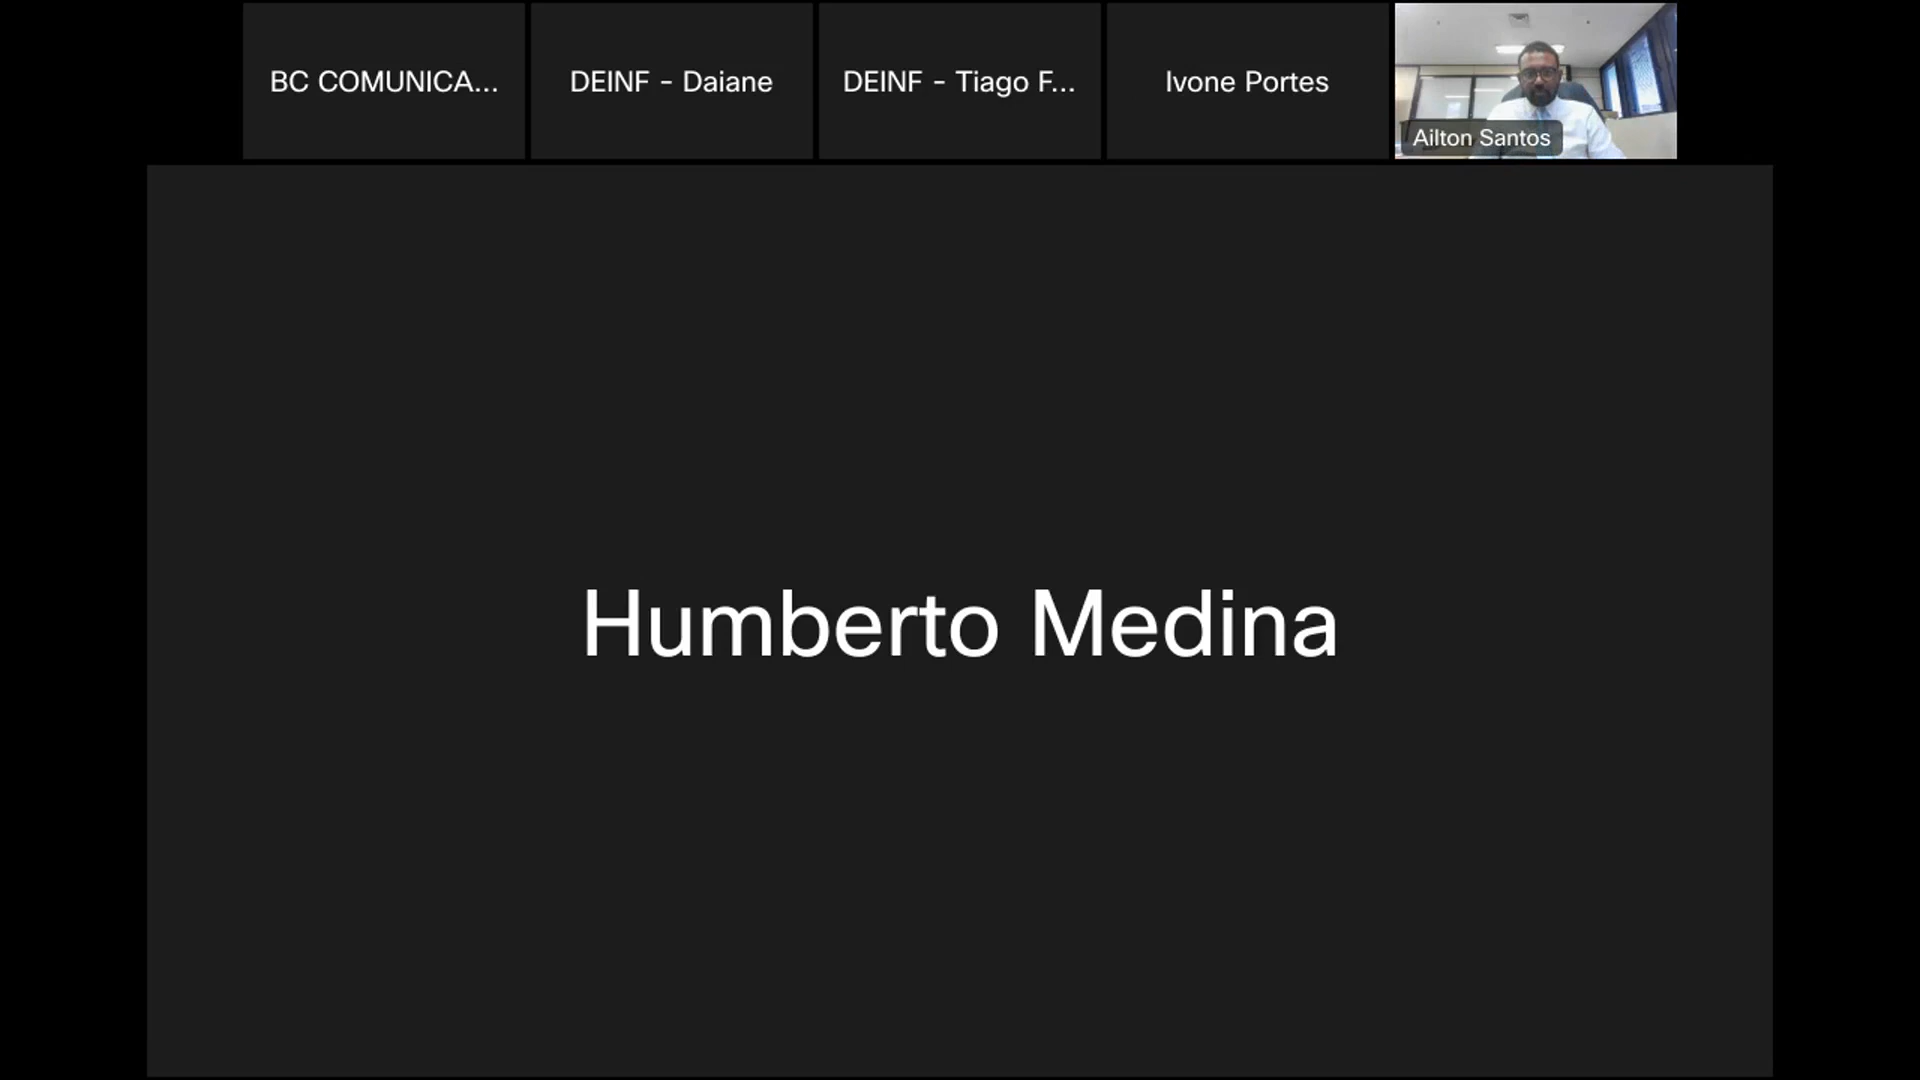 BC COMUNICA...
DEINF - Daiane
DEINF - Tiago F...
Ivone Portes
Ailton Santos
Humberto Medina